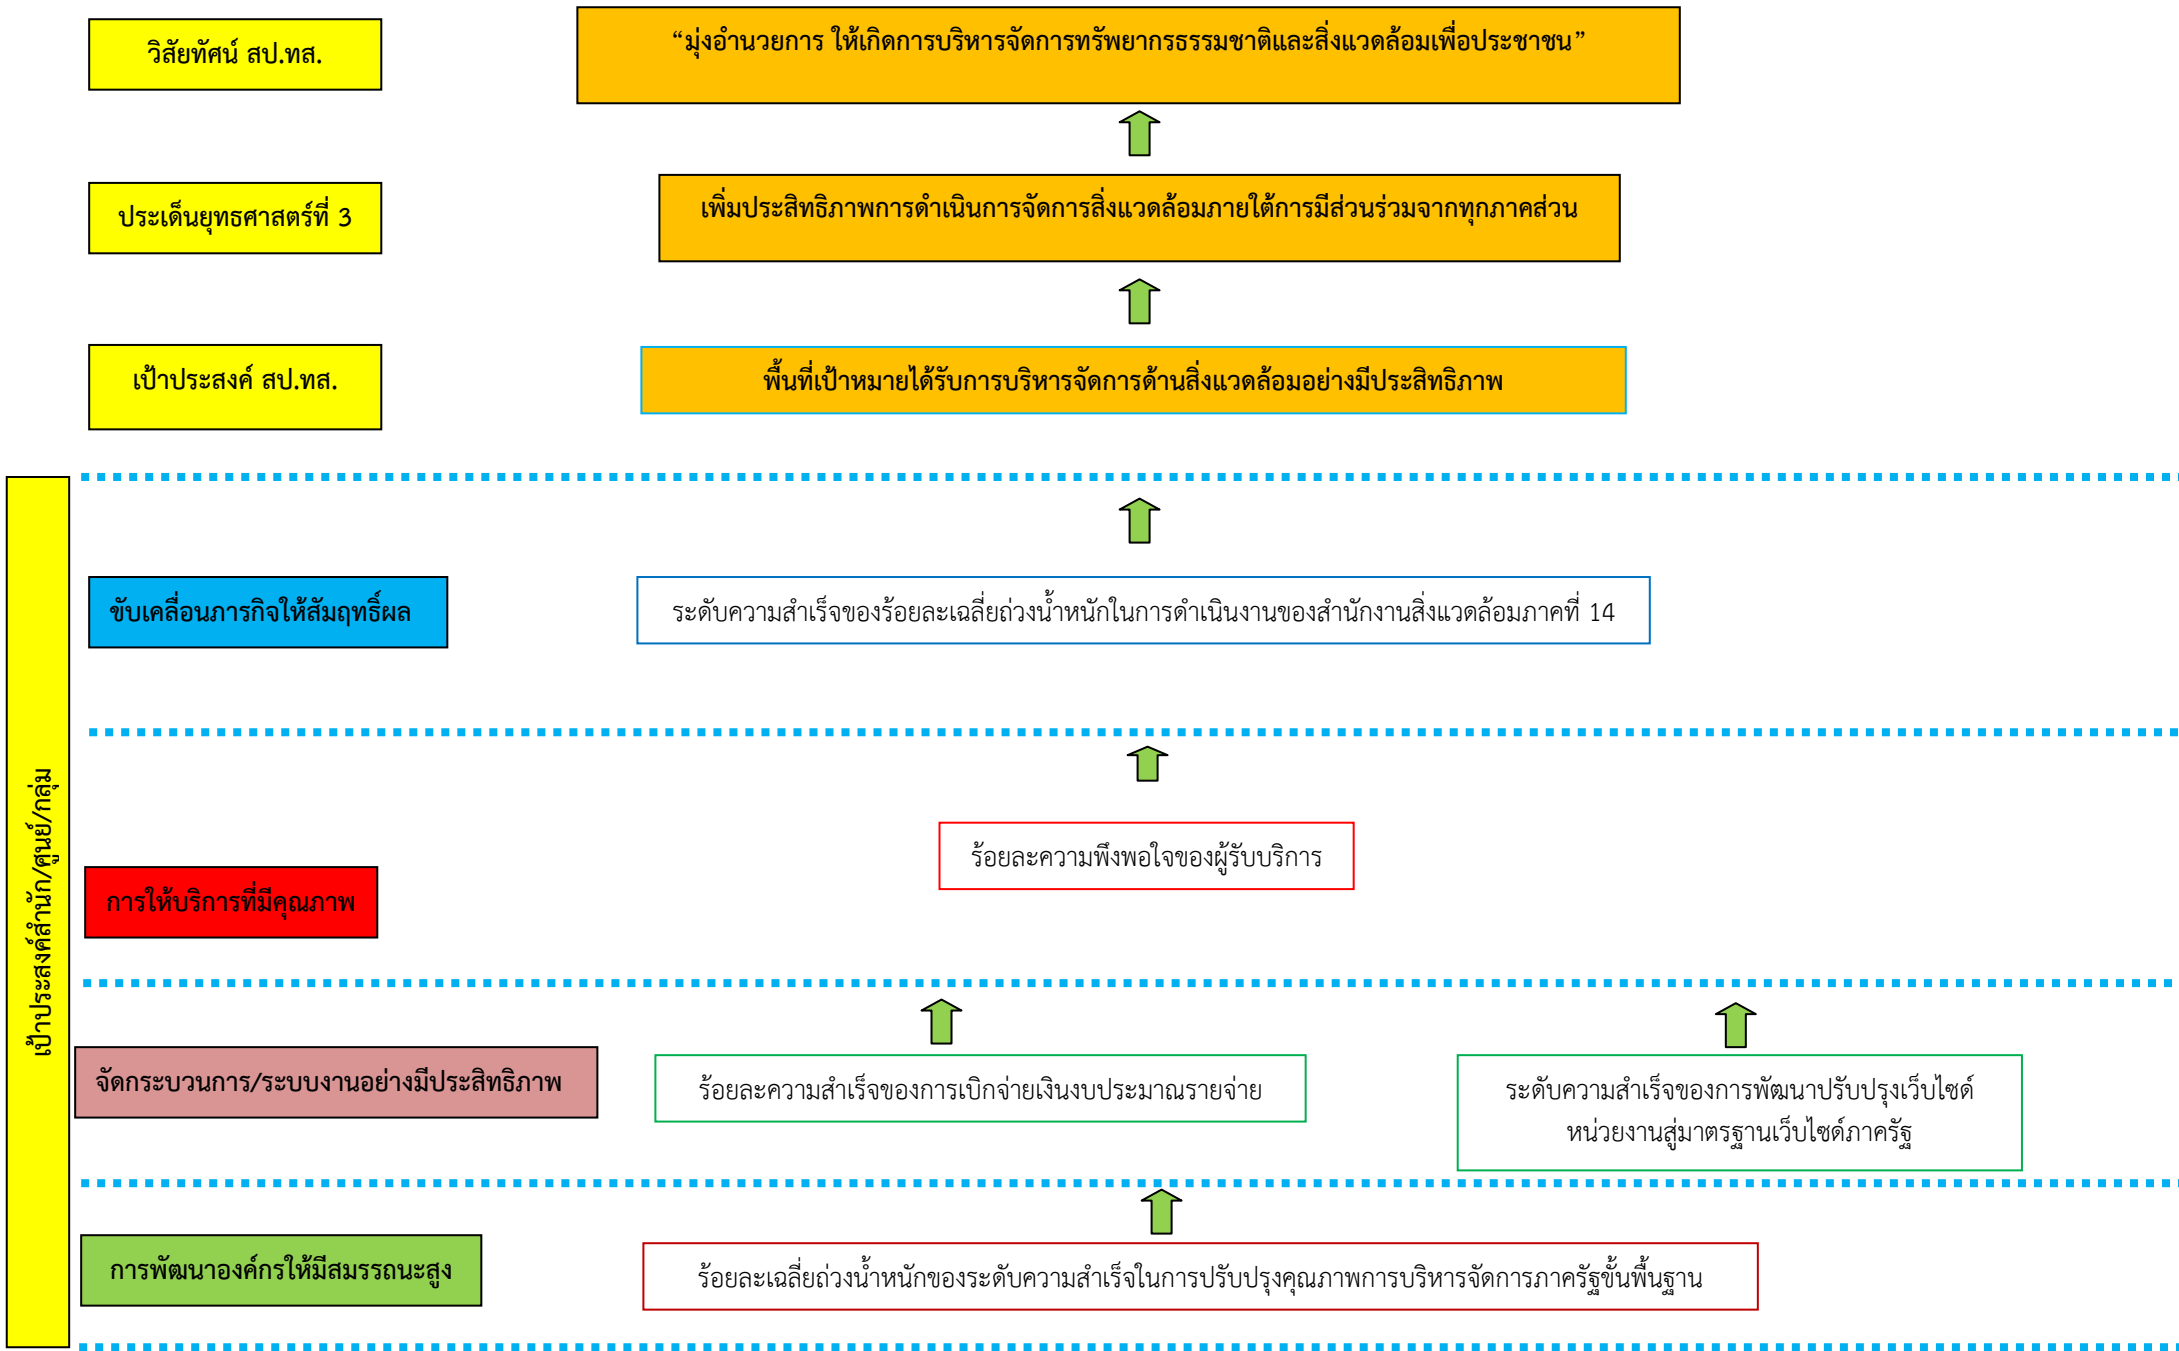 วิสัยทัศน์ สป.ทส.
“มุ่งอำนวยการ ให้เกิดการบริหารจัดการทรัพยากรธรรมชาติและสิ่งแวดล้อมเพื่อประชาชน”
ประเด็นยุทธศาสตร์ที่ 3
เพิ่มประสิทธิภาพการดำเนินการจัดการสิ่งแวดล้อมภายใต้การมีส่วนร่วมจากทุกภาคส่วน
เป้าประสงค์ สป.ทส.
พื้นที่เป้าหมายได้รับการบริหารจัดการด้านสิ่งแวดล้อมอย่างมีประสิทธิภาพ
เป้าประสงค์สำนัก/ศูนย์/กลุ่ม
ขับเคลื่อนภารกิจให้สัมฤทธิ์ผล
ระดับความสำเร็จของร้อยละเฉลี่ยถ่วงน้ำหนักในการดำเนินงานของสำนักงานสิ่งแวดล้อมภาคที่ 14
การให้บริการที่มีคุณภาพ
ร้อยละความพึงพอใจของผู้รับบริการ
จัดกระบวนการ/ระบบงานอย่างมีประสิทธิภาพ
ร้อยละความสำเร็จของการเบิกจ่ายเงินงบประมาณรายจ่าย
ระดับความสำเร็จของการพัฒนาปรับปรุงเว็บไซด์
หน่วยงานสู่มาตรฐานเว็บไซด์ภาครัฐ
การพัฒนาองค์กรให้มีสมรรถนะสูง
ร้อยละเฉลี่ยถ่วงน้ำหนักของระดับความสำเร็จในการปรับปรุงคุณภาพการบริหารจัดการภาครัฐขั้นพื้นฐาน